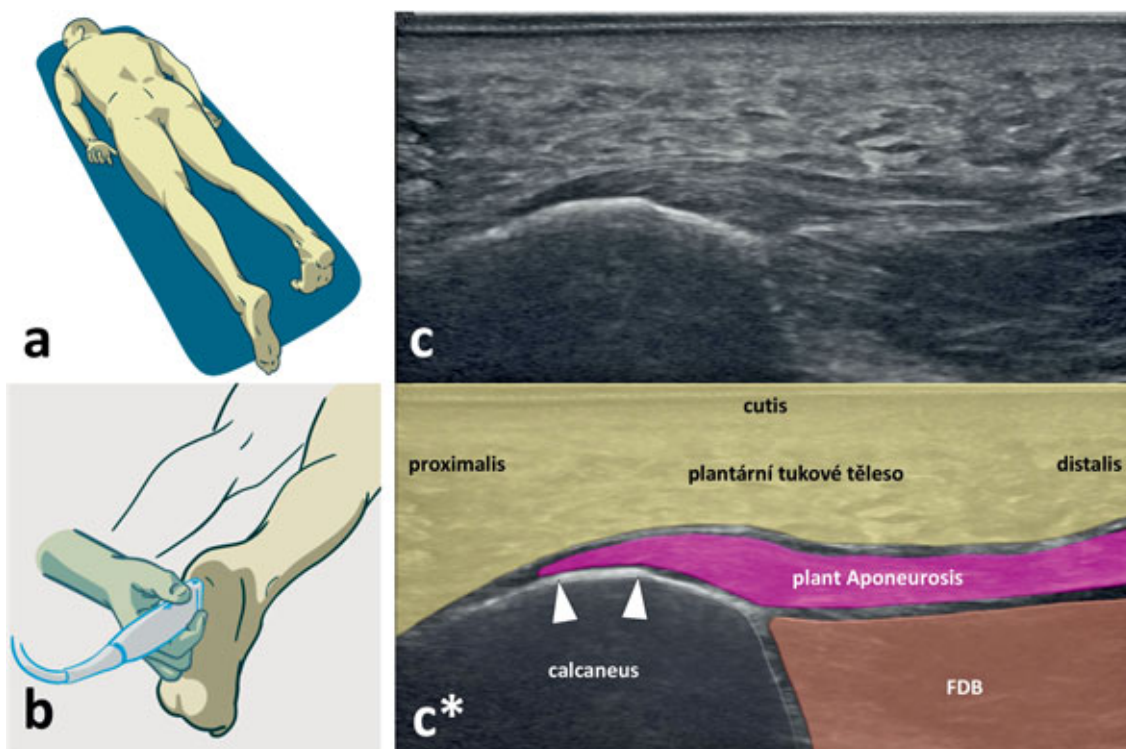 a
c
b
cutis
proximalis
distalis
plantární tukové těleso
plant Aponeurosis
calcaneus
FDB
c*